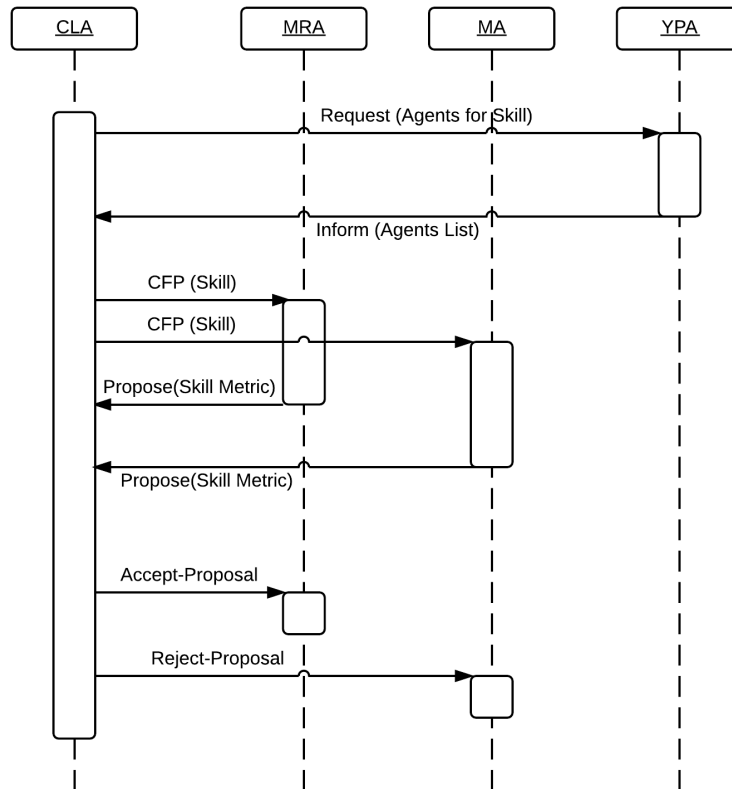 CLA
MRA
MA
YPA
Request (Agents for Skill)
Inform (Agents List)
CFP (Skill)
CFP (Skill)
Propose(Skill Metric)
Propose(Skill Metric)
Accept-Proposal
Reject-Proposal